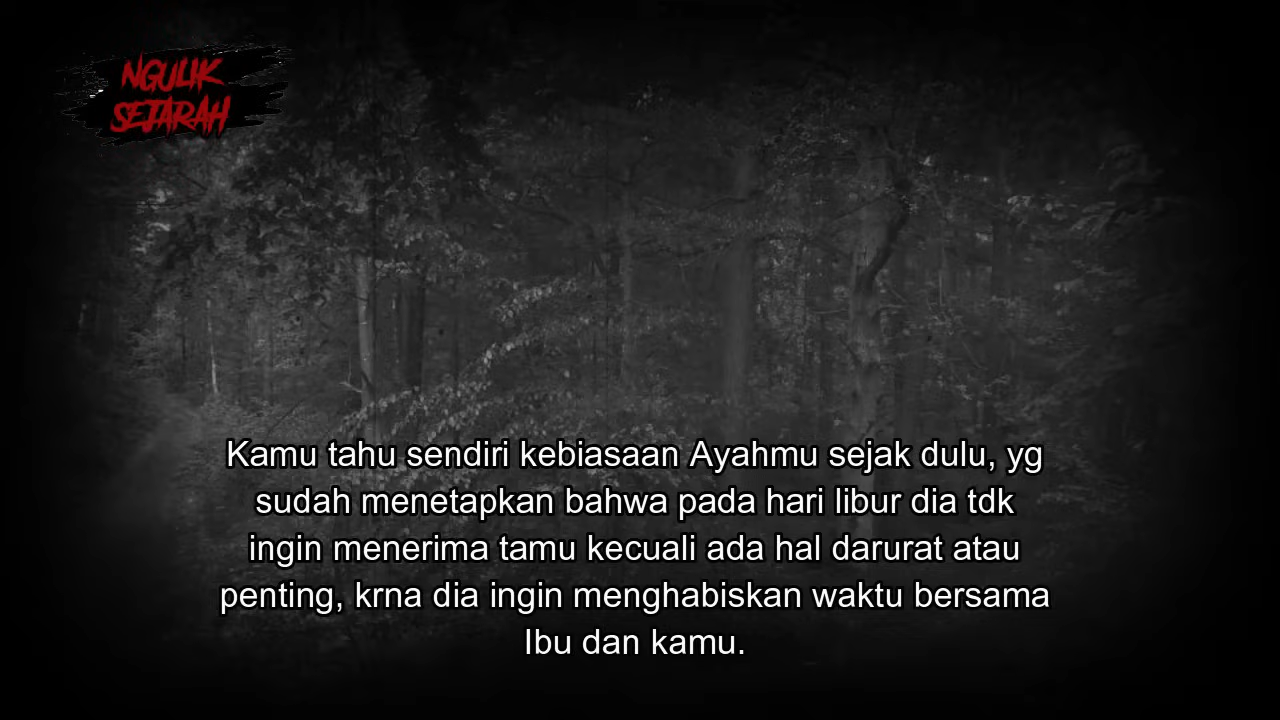 NGULIK
SEJARAH
Kamu tahu sendiri kebiasaan Ayahmu sejak dulu, yg
sudah menetapkan bahwa pada hari libur dia tdk
ingin menerima tamu kecuali ada hal darurat atau
penting, krna dia ingin menghabiskan waktu bersama
Ibu dan kamu.